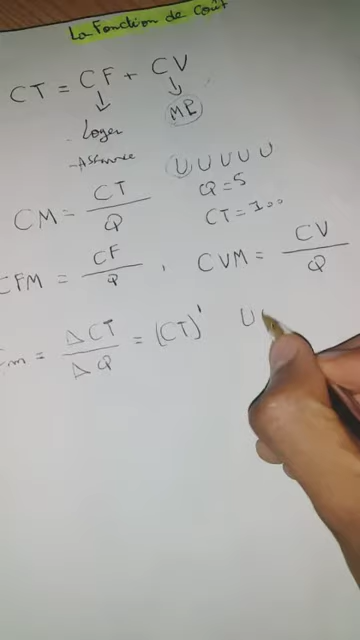 La Fonction de Coût
CT = CF + CV
. Loyer MP
- Assurance U U U U U
CM = CT / Q Q = 5
CT = 300
CFM = CF / Q , CVM = CV / Q
Cm = ΔCT / ΔQ = (CT)' U